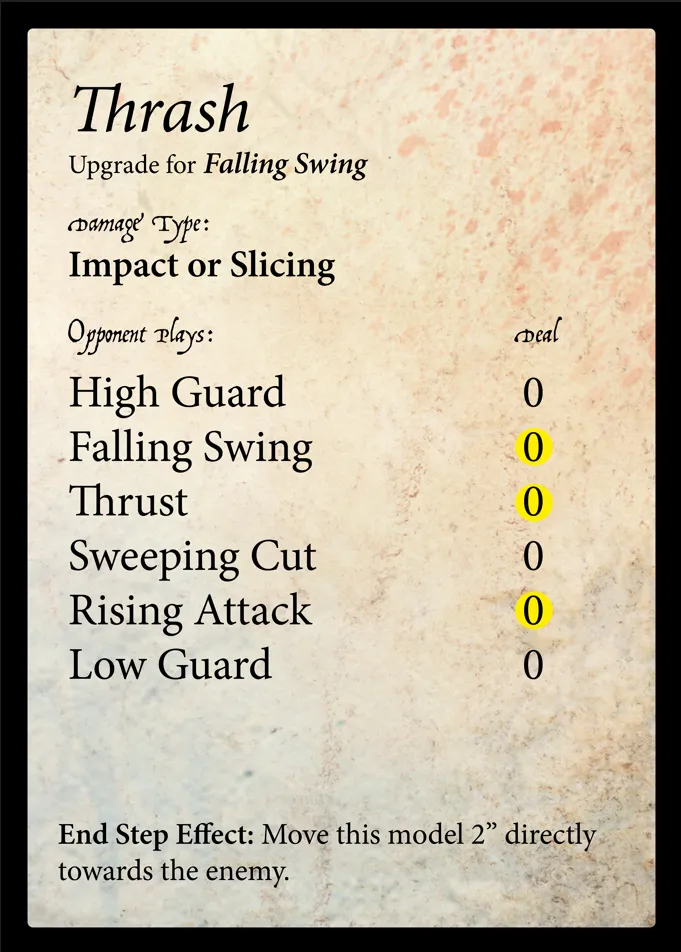 Thrash
Upgrade for Falling Swing
Damage Type:
Impact or Slicing
Opponent Plays: Deal
High Guard 0
Falling Swing 0
Thrust 0
Sweeping Cut 0
Rising Attack 0
Low Guard 0
End Step Effect: Move this model 2” directly
towards the enemy.